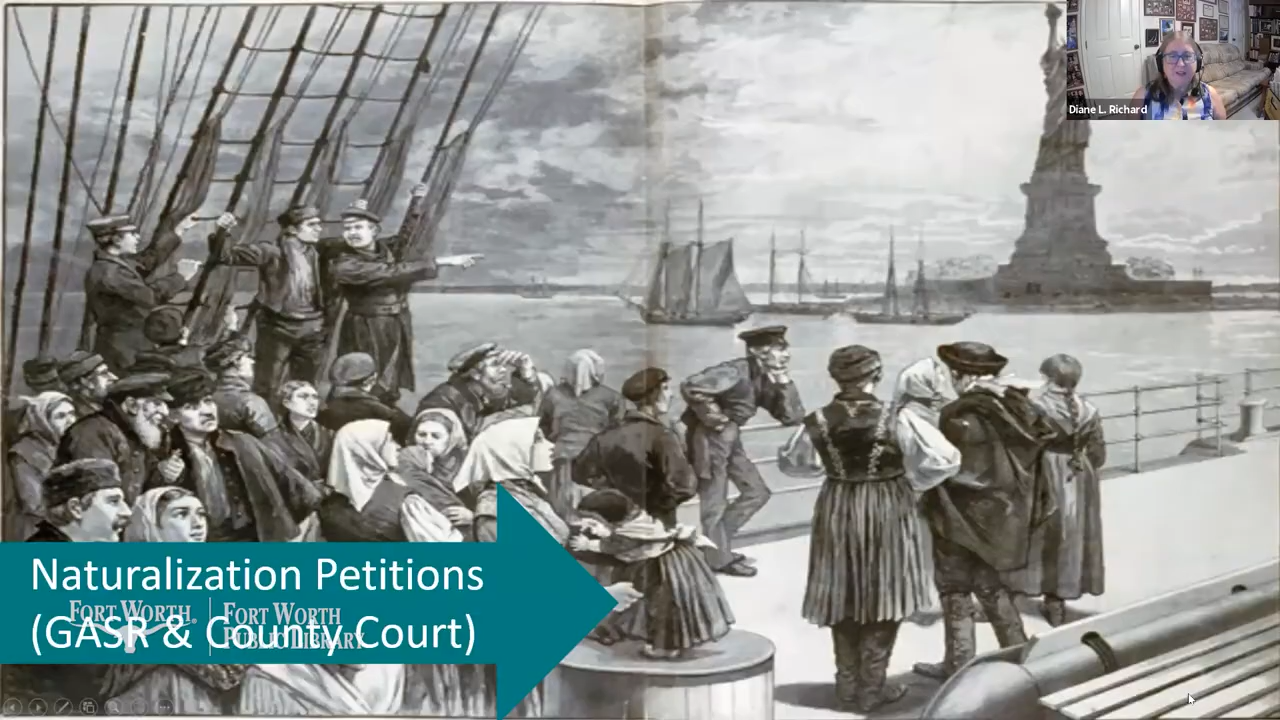 Diane L. Richard
Naturalization Petitions
(GASR & County Court)
FORT WORTH®
FORT WORTH
PUBLIC LIBRARY